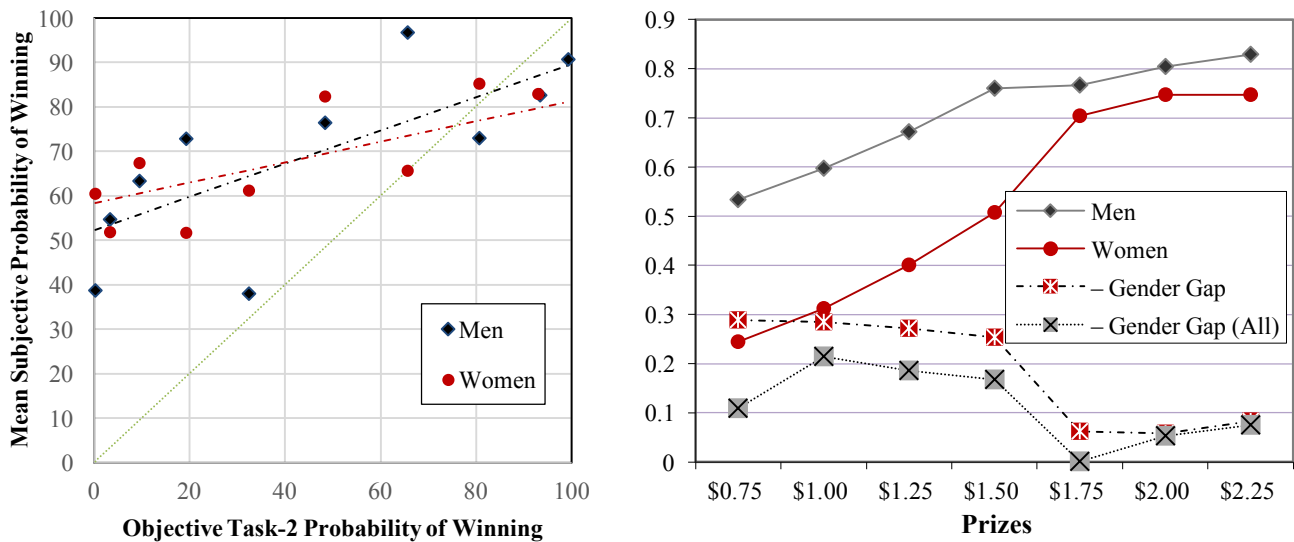 Mean Subjective Probability of Winning
100
90
80
70
60
50
40
30
20
10
0
Men
Women
0 20 40 60 80 100
Objective Task-2 Probability of Winning
0.9
0.8
0.7
0.6
0.5
0.4
0.3
0.2
0.1
0
Men
Women
– Gender Gap
– Gender Gap (All)
$0.75 $1.00 $1.25 $1.50 $1.75 $2.00 $2.25
Prizes